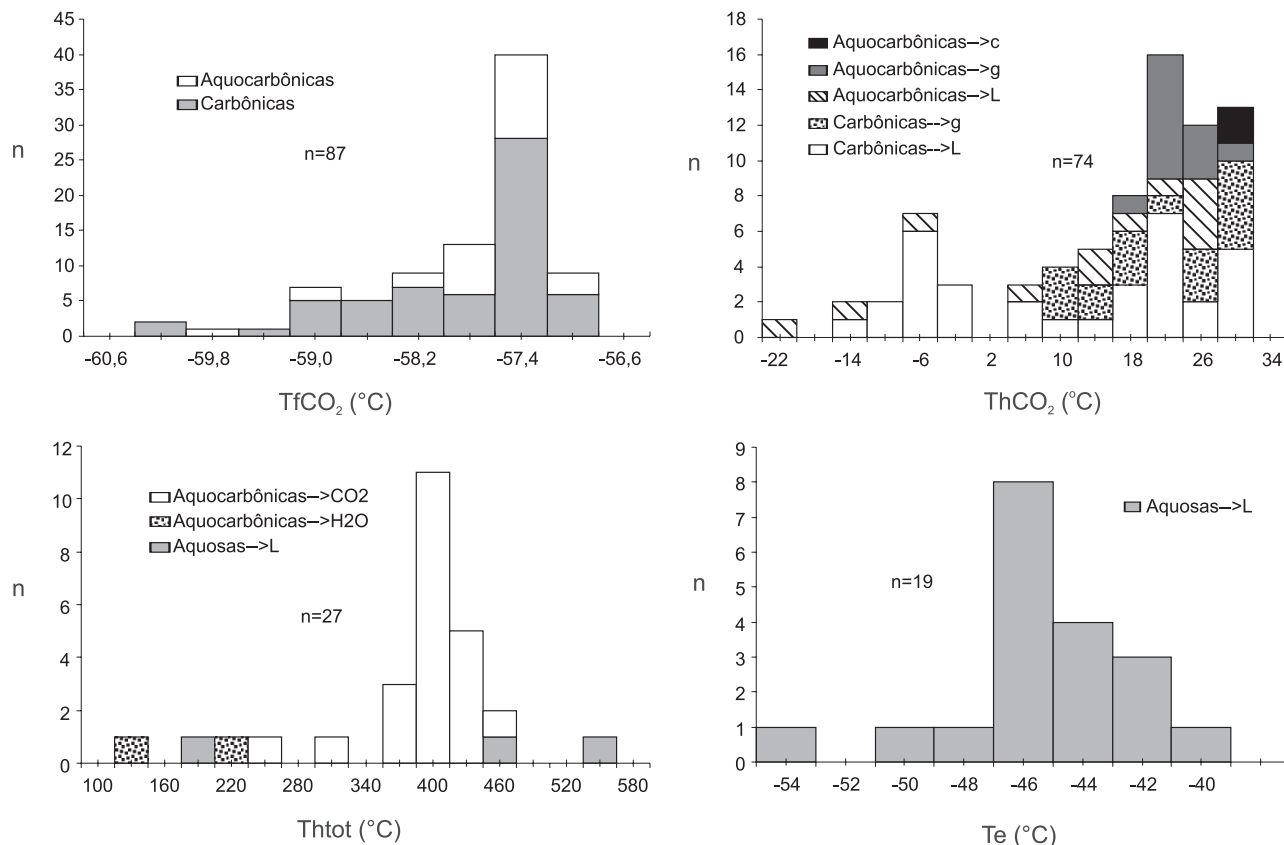 45
40
35
30
25
20
15
10
5
0
n
Aquocarbônicas
Carbônicas
n=87
-60,6 -59,8 -59,0 -58,2 -57,4 -56,6
TfCO₂ (°C)
18
16
14
12
10
8
6
4
2
0
n
Aquocarbônicas–>c
Aquocarbônicas–>g
Aquocarbônicas–>L
Carbônicas-->g
Carbônicas-->L
n=74
-22 -14 -6 2 10 18 26 34
ThCO₂ (°C)
12
10
8
6
4
2
0
n
Aquocarbônicas–>CO2
Aquocarbônicas–>H2O
Aquosas–>L
n=27
100 160 220 280 340 400 460 520 580
Thtot (°C)
9
8
7
6
5
4
3
2
1
0
n
Aquosas–>L
n=19
-54 -52 -50 -48 -46 -44 -42 -40
Te (°C)